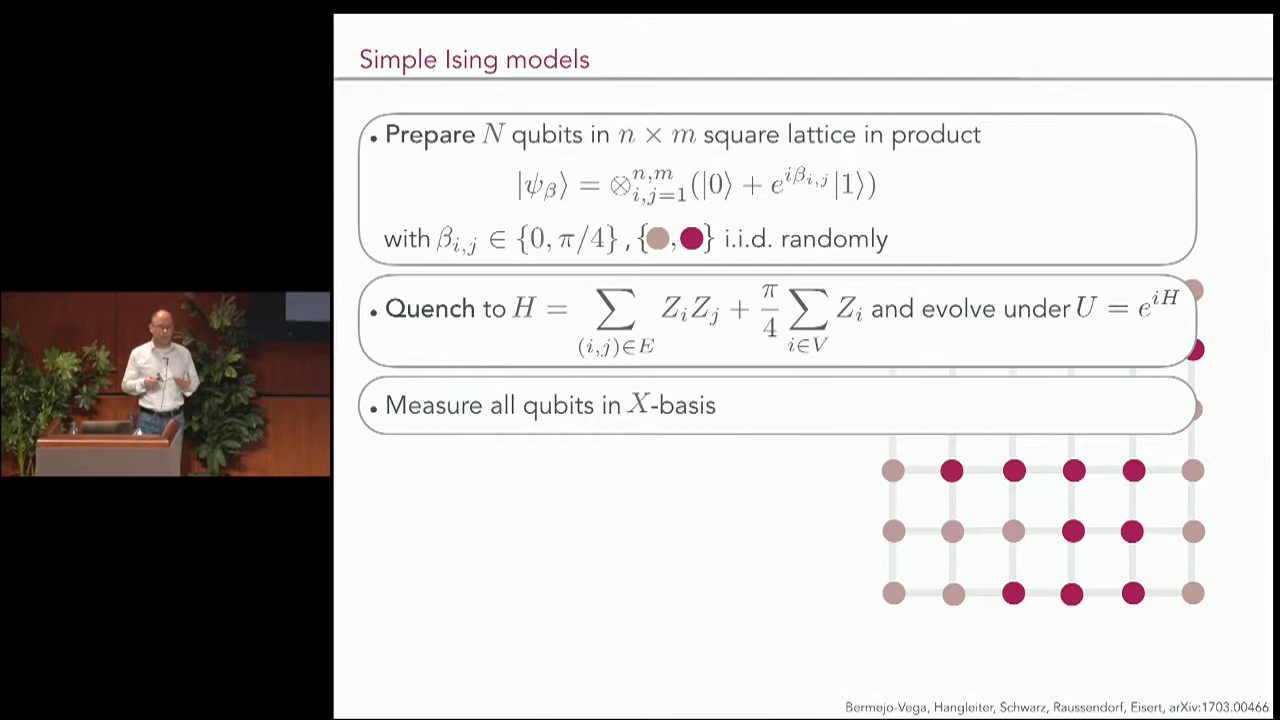 Simple Ising models
• Prepare N qubits in n × m square lattice in product
|ψ_β⟩ = ⊗^{n,m}_{i,j=1}(|0⟩ + e^{iβ_{i,j}}|1⟩)
with β_{i,j} ∈ {0, π/4}, {●,●} i.i.d. randomly
• Quench to H = ∑_{(i,j)∈E} Z_iZ_j + π/4 ∑_{i∈V} Z_i and evolve under U = e^{iH}
• Measure all qubits in X-basis
Bermejo-Vega, Hangleiter, Schwarz, Raussendorf, Eisert, arXiv:1703.00466